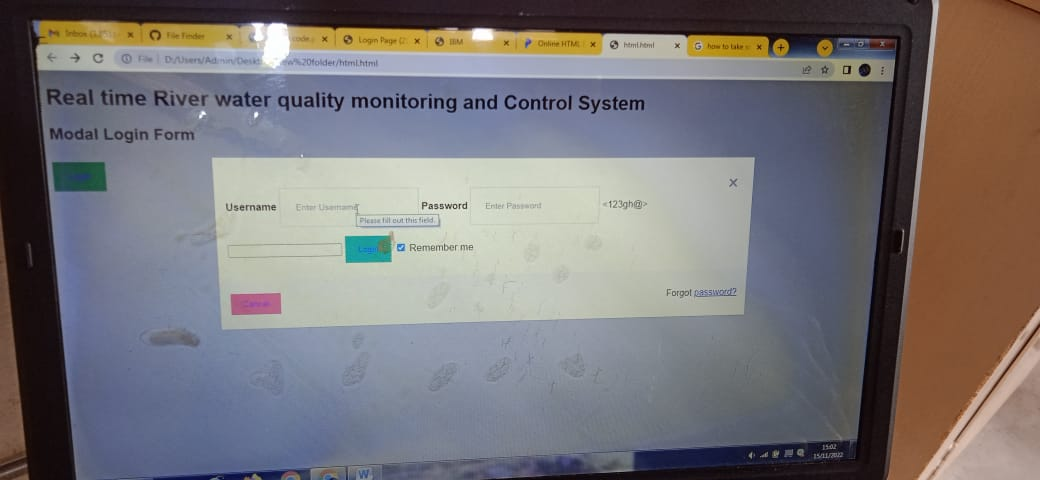 File Finder
Login Page
IBM
Online HTML
html.html
how to take
File D:/Users/Admin/ %20folder/html.html
Real time River water quality monitoring and Control System
Modal Login Form
Login
×
Username Enter Username Password Enter Password <123gh@>
Please fill out this field.
Login Remember me
Cancel
Forgot password?
15:02
15/11/2022